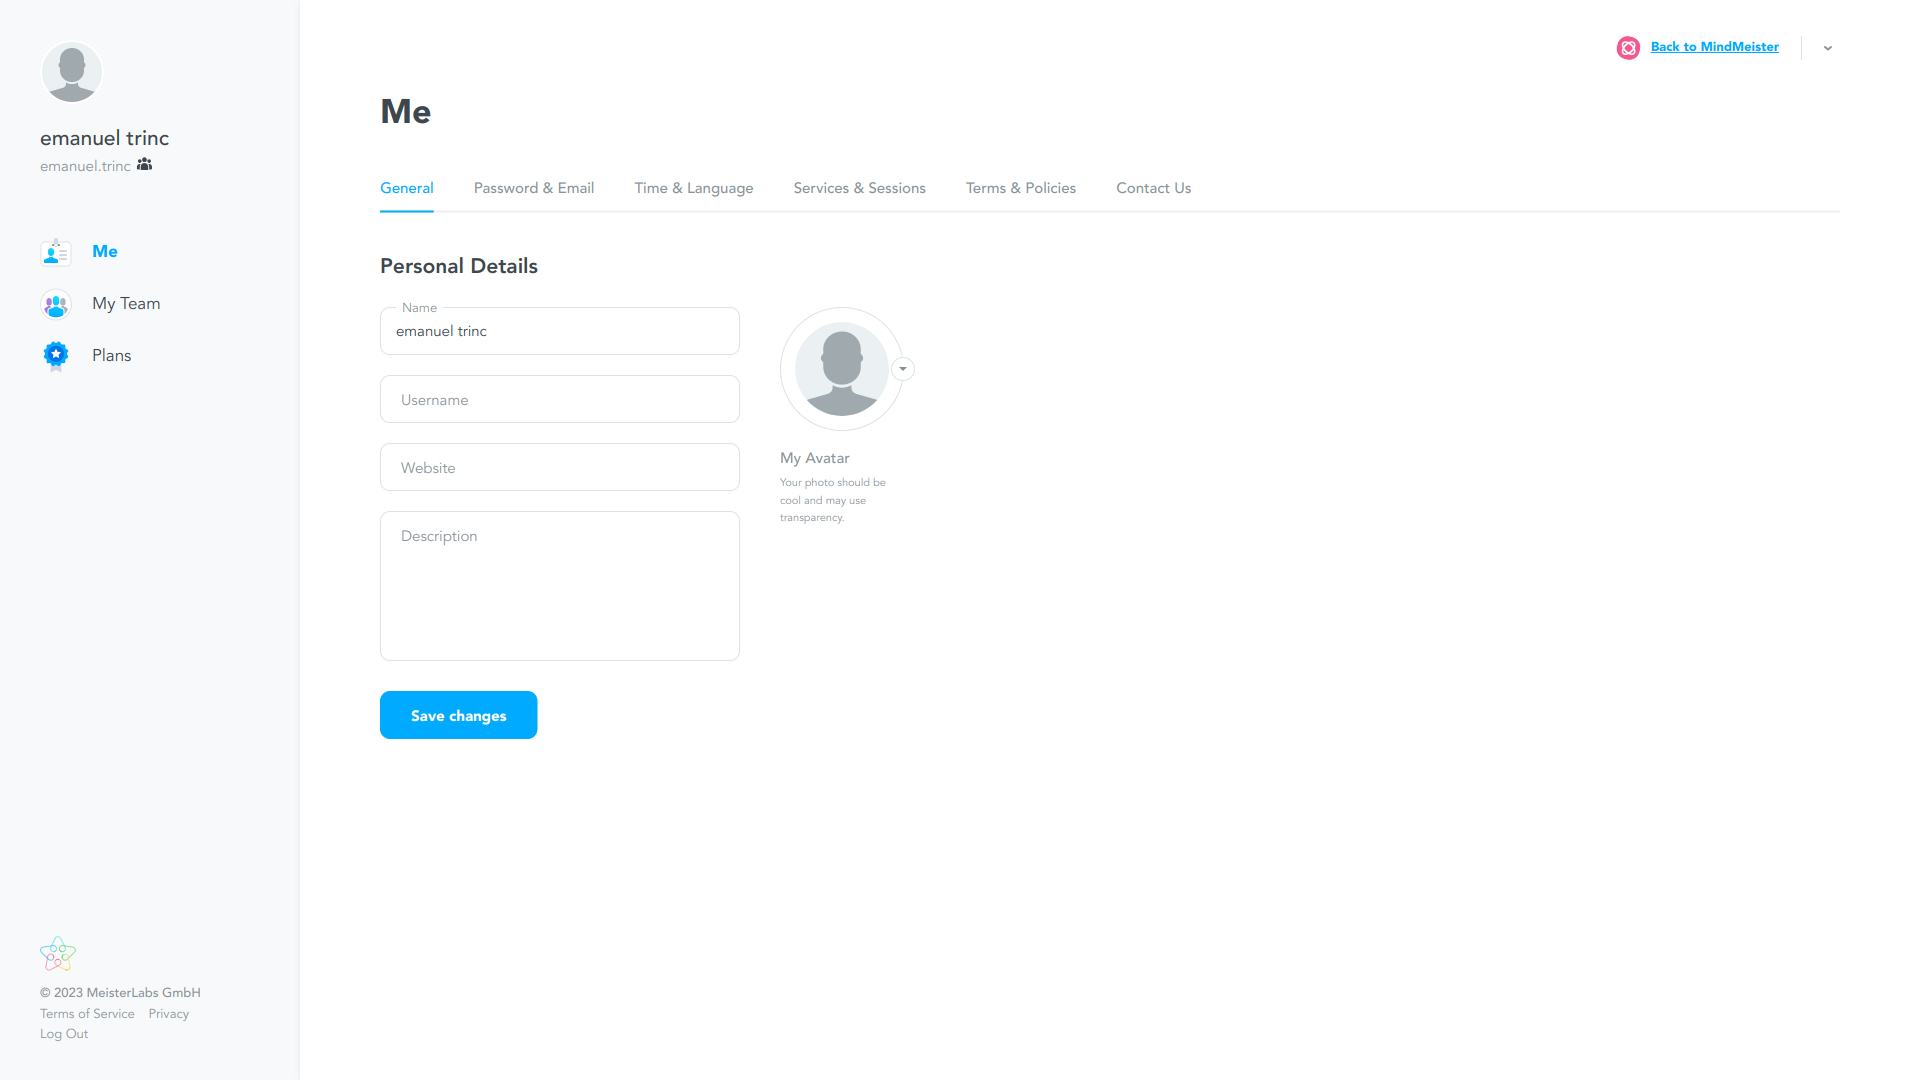 emanuel trinc
emanuel.trinc
Me
My Team
Plans
© 2023 MeisterLabs GmbH
Terms of Service Privacy
Log Out
Back to MindMeister
Me
General Password & Email Time & Language Services & Sessions Terms & Policies Contact Us
Personal Details
Name
emanuel trinc
Username
Website
Description
Save changes
My Avatar
Your photo should be
cool and may use
transparency.